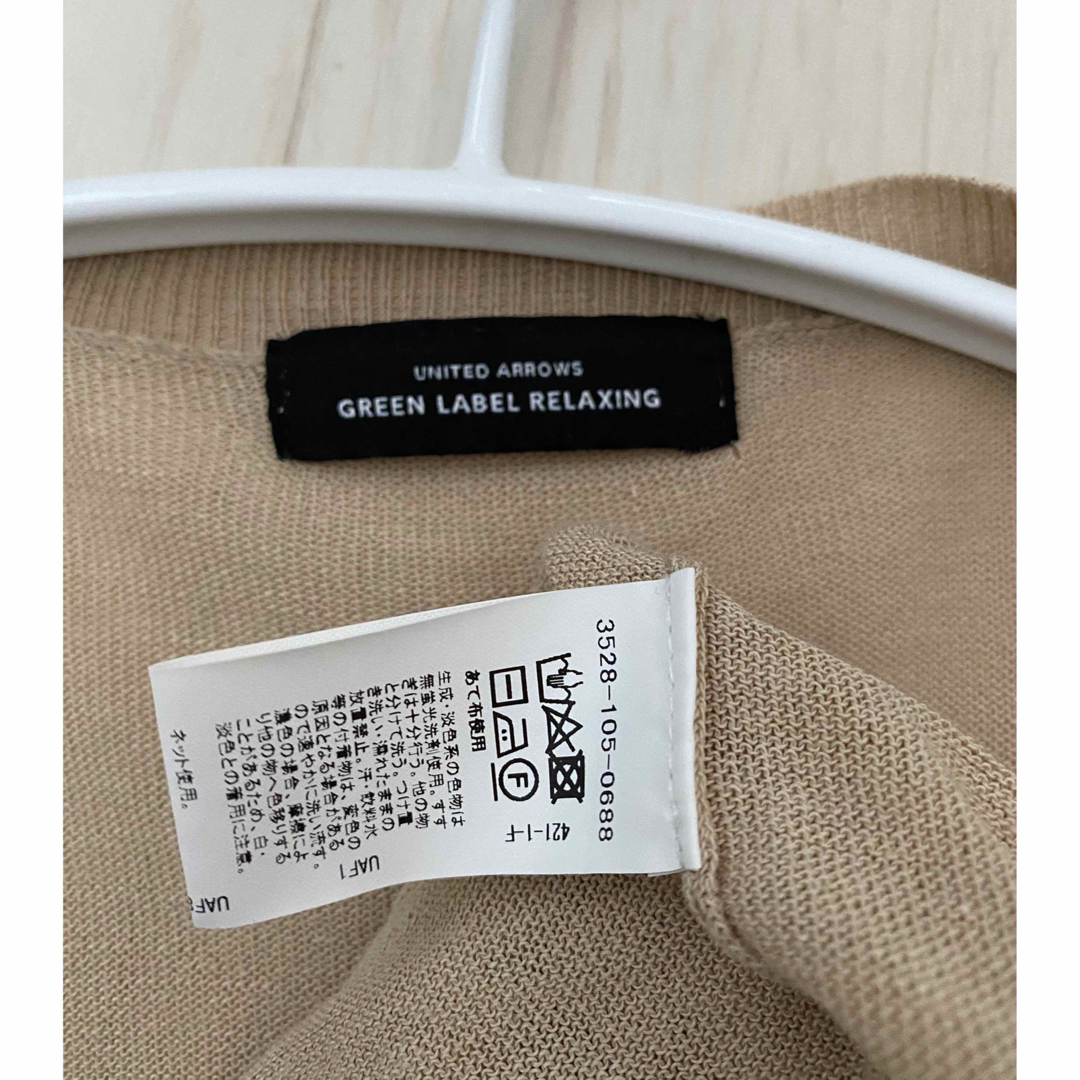 UNITED ARROWS
GREEN LABEL RELAXING
3528-105-0688
421-1-F
F
あて布使用
生成・淡色系の色物は
無蛍光洗剤使用。すす
ぎは十分行う。他の物
と分けて洗う。つけ置
き洗い、濡れたままの
放置禁止。汗、飲料水
等の付着物は、変色の
原因となる場合がある
ので速やかに洗い流す。
濃色の場合、摩擦によ
り他の物へ色移りする
ことがあるため、白・
淡色との着用に注意。
ネット使用。
UAF1